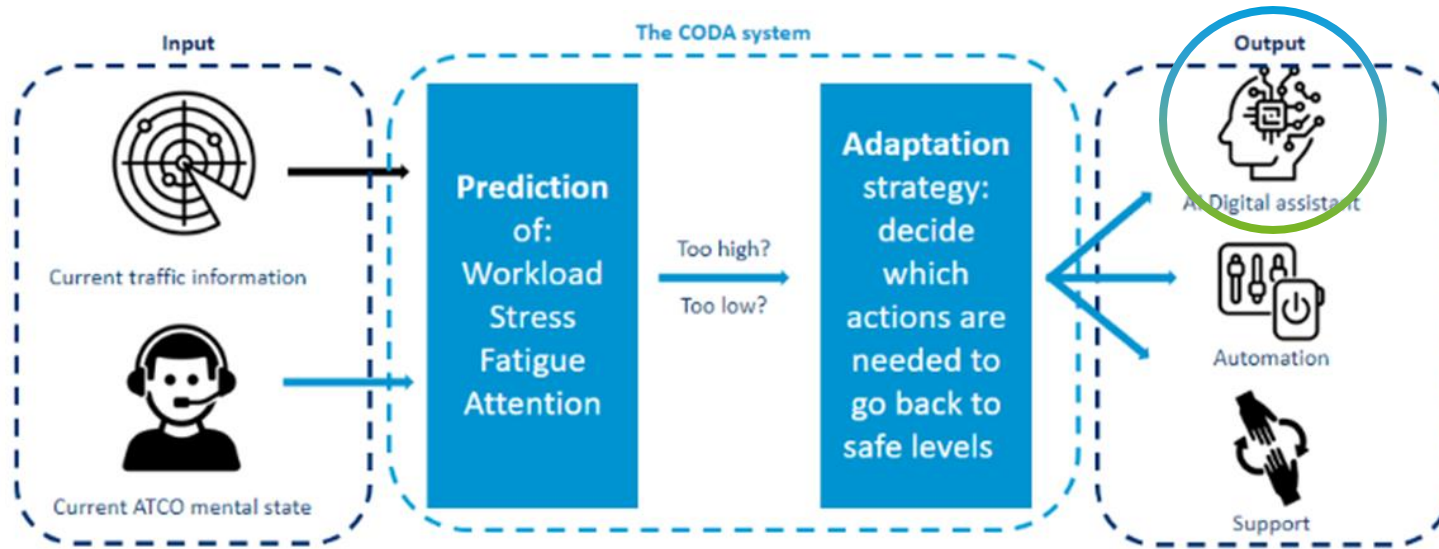 Input
Current traffic information
Current ATCO mental state
The CODA system
Prediction
of:
Workload
Stress
Fatigue
Attention
Too high?
Too low?
Adaptation
strategy:
decide
which
actions are
needed to
go back to
safe levels
Output
AI Digital assistant
Automation
Support